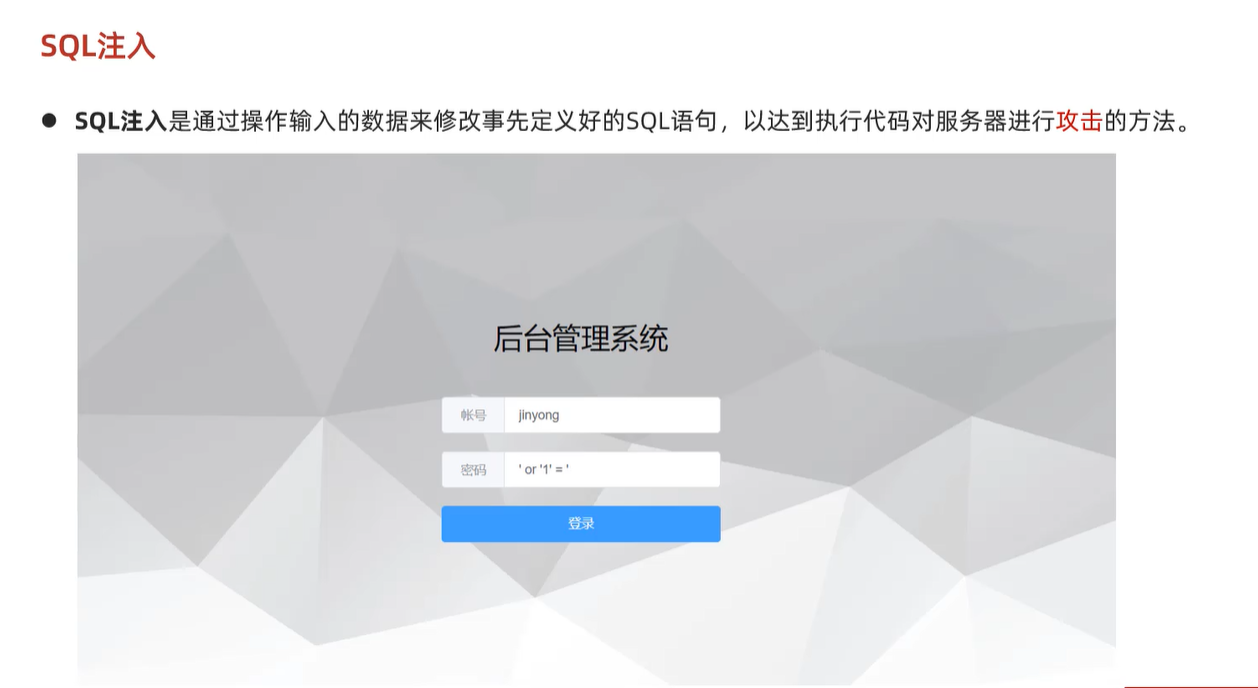 SQL注入
● SQL注入是通过操作输入的数据来修改事先定义好的SQL语句，以达到执行代码对服务器进行攻击的方法。
后台管理系统
帐号 jinyong
密码 ' or '1' = '
登录